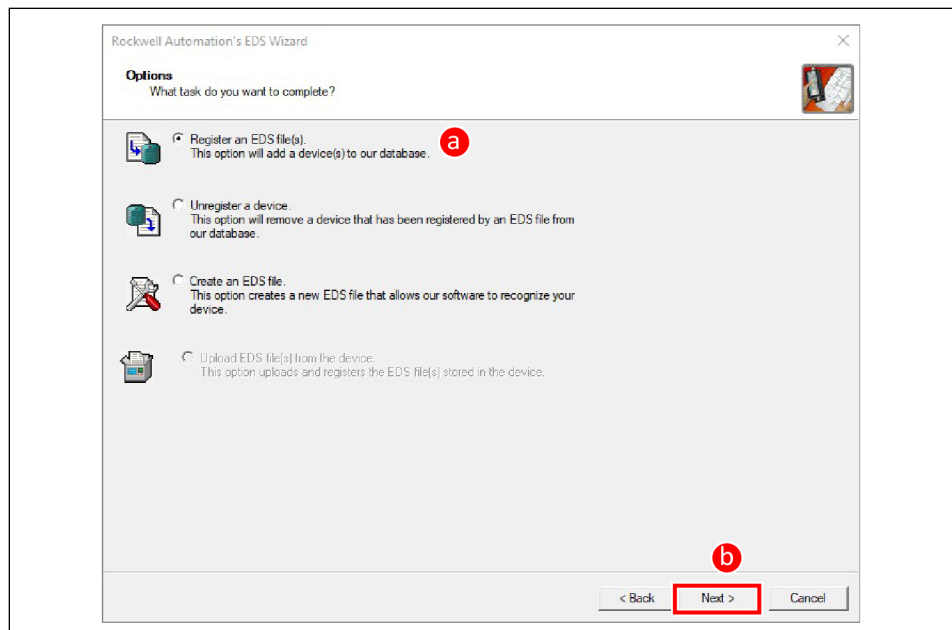 Rockwell Automation's EDS Wizard
Options
What task do you want to complete?
Register an EDS file(s).
This option will add a device(s) to our database.
a
Unregister a device.
This option will remove a device that has been registered by an EDS file from
our database.
Create an EDS file.
This option creates a new EDS file that allows our software to recognize your
device.
Upload EDS file(s) from the device.
This option uploads and registers the EDS file(s) stored in the device.
b
< Back
Next >
Cancel